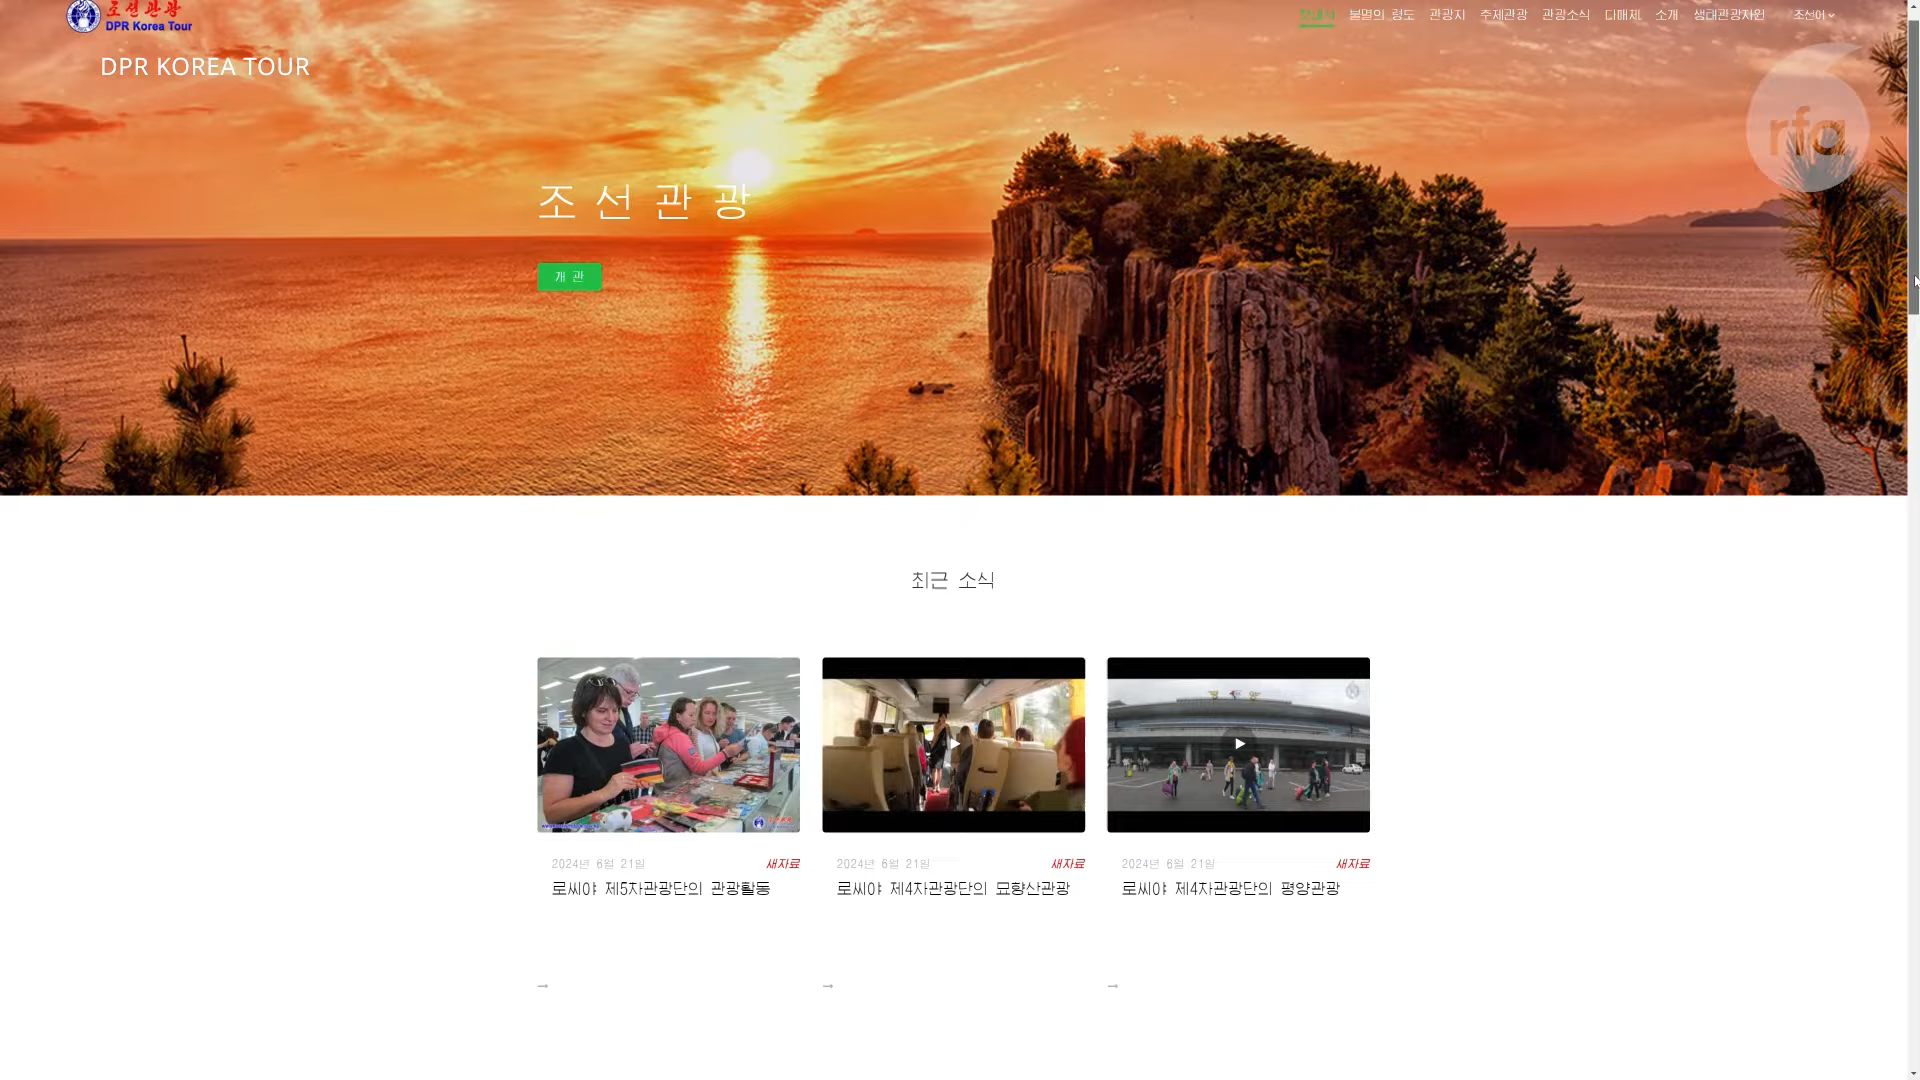 조선관광
DPR Korea Tour
첫페지 불멸의 령도 관광지 주제관광 관광소식 다매체 소개 생태관광자원 조선어
DPR KOREA TOUR
rfa
조 선 관 광
개 관
최근 소식
평 양
조선관광
2024년 6월 21일 새자료
로씨야 제5차관광단의 관광활동
2024년 6월 21일 새자료
로씨야 제4차관광단의 묘향산관광
2024년 6월 21일 새자료
로씨야 제4차관광단의 평양관광